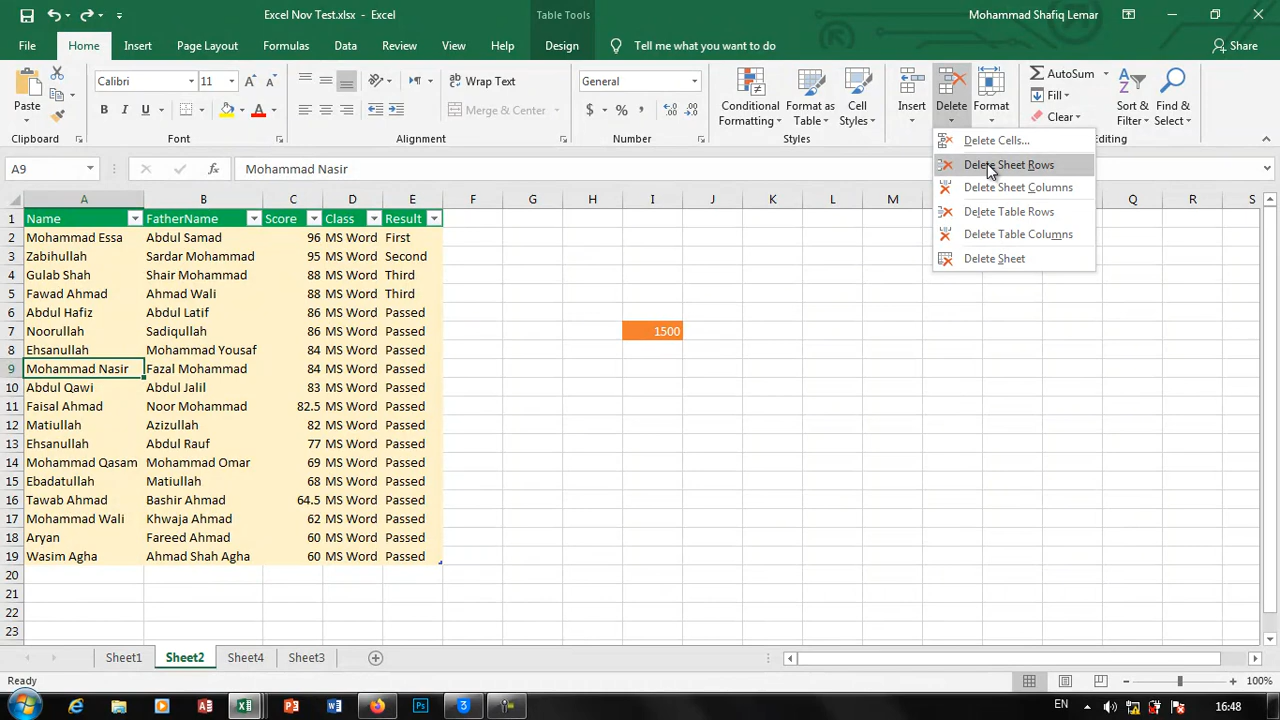 Excel Nov Test.xlsx - Excel
Table Tools
Mohammad Shafiq Lemar
File Home Insert Page Layout Formulas Data Review View Help Design Tell me what you want to do Share
Paste
Clipboard
Calibri 11
B I U A
Font
Wrap Text
Merge & Center
Alignment
General
$ % ,
Number
Conditional Formatting
Format as Table
Cell Styles
Styles
Insert
Delete
Format
AutoSum
Fill
Clear
Sort & Filter
Find & Select
Editing
Delete Cells...
Delete Sheet Rows
Delete Sheet Columns
Delete Table Rows
Delete Table Columns
Delete Sheet
A9 fx Mohammad Nasir
A B C D E F G H I J K L M P Q R S
1 Name FatherName Score Class Result
2 Mohammad Essa Abdul Samad 96 MS Word First
3 Zabihullah Sardar Mohammad 95 MS Word Second
4 Gulab Shah Shair Mohammad 88 MS Word Third
5 Fawad Ahmad Ahmad Wali 88 MS Word Third
6 Abdul Hafiz Abdul Latif 86 MS Word Passed
7 Noorullah Sadiqullah 86 MS Word Passed 1500
8 Ehsanullah Mohammad Yousaf 84 MS Word Passed
9 Mohammad Nasir Fazal Mohammad 84 MS Word Passed
10 Abdul Qawi Abdul Jalil 83 MS Word Passed
11 Faisal Ahmad Noor Mohammad 82.5 MS Word Passed
12 Matiullah Azizullah 82 MS Word Passed
13 Ehsanullah Abdul Rauf 77 MS Word Passed
14 Mohammad Qasam Mohammad Omar 69 MS Word Passed
15 Ebadatullah Matiullah 68 MS Word Passed
16 Tawab Ahmad Bashir Ahmad 64.5 MS Word Passed
17 Mohammad Wali Khwaja Ahmad 62 MS Word Passed
18 Aryan Fareed Ahmad 60 MS Word Passed
19 Wasim Agha Ahmad Shah Agha 60 MS Word Passed
20
21
22
23
Sheet1 Sheet2 Sheet4 Sheet3
Ready 100%
EN 16:48